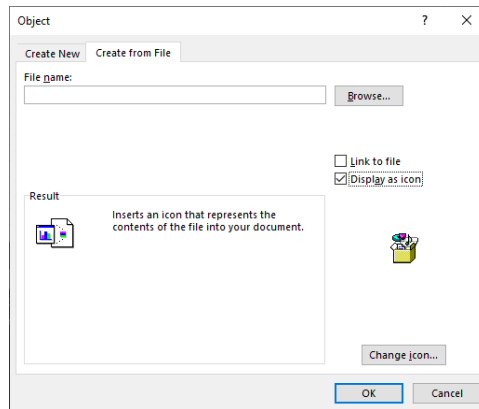 Object
?
Create New
Create from File
File name:
Browse...
Link to file
Display as icon
Result
Inserts an icon that represents the
contents of the file into your document.
Change icon...
OK
Cancel